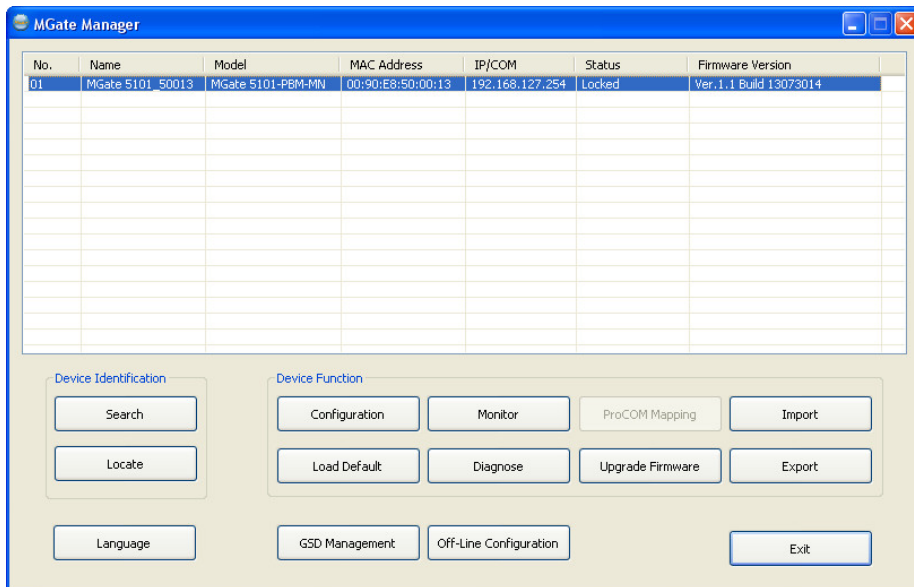 MGate Manager
No. Name Model MAC Address IP/COM Status Firmware Version
01 MGate 5101_50013 MGate 5101-PBM-MN 00:90:E8:50:00:13 192.168.127.254 Locked Ver.1.1 Build 13073014
Device Identification Device Function
Search Configuration Monitor ProCOM Mapping Import
Locate Load Default Diagnose Upgrade Firmware Export
Language GSD Management Off-Line Configuration Exit